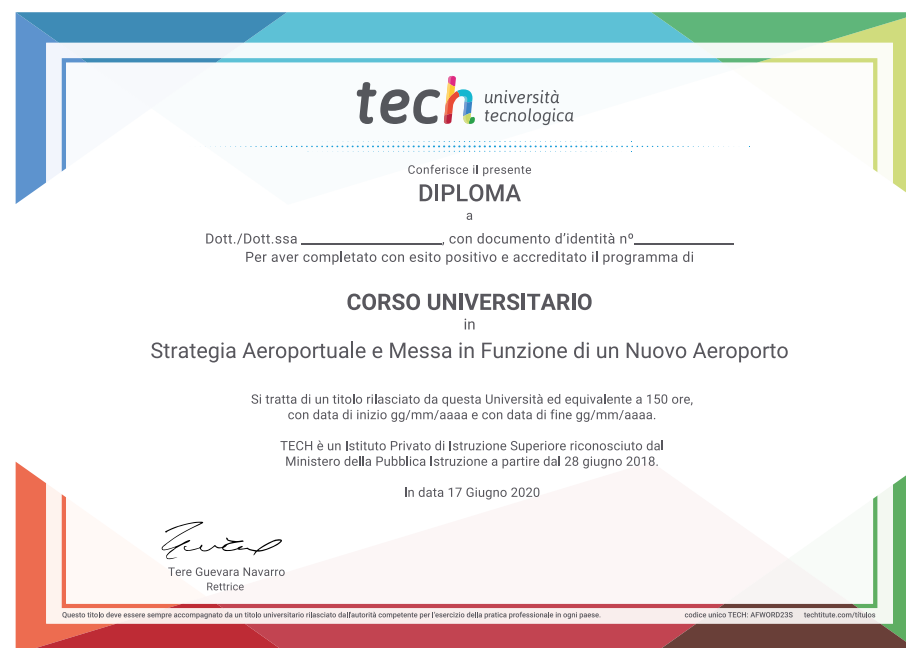 tech università
tecnologica
Conferisce il presente
DIPLOMA
a
Dott./Dott.ssa ____________________, con documento d'identità nº______________
Per aver completato con esito positivo e accreditato il programma di
CORSO UNIVERSITARIO
in
Strategia Aeroportuale e Messa in Funzione di un Nuovo Aeroporto
Si tratta di un titolo rilasciato da questa Università ed equivalente a 150 ore,
con data di inizio gg/mm/aaaa e con data di fine gg/mm/aaaa.
TECH è un Istituto Privato di Istruzione Superiore riconosciuto dal
Ministero della Pubblica Istruzione a partire dal 28 giugno 2018.
In data 17 Giugno 2020
Tere Guevara Navarro
Rettrice
Questo titolo deve essere sempre accompagnato da un titolo universitario rilasciato dall'autorità competente per l'esercizio della pratica professionale in ogni paese. codice unico TECH: AFWORD23S techtitute.com/titulos